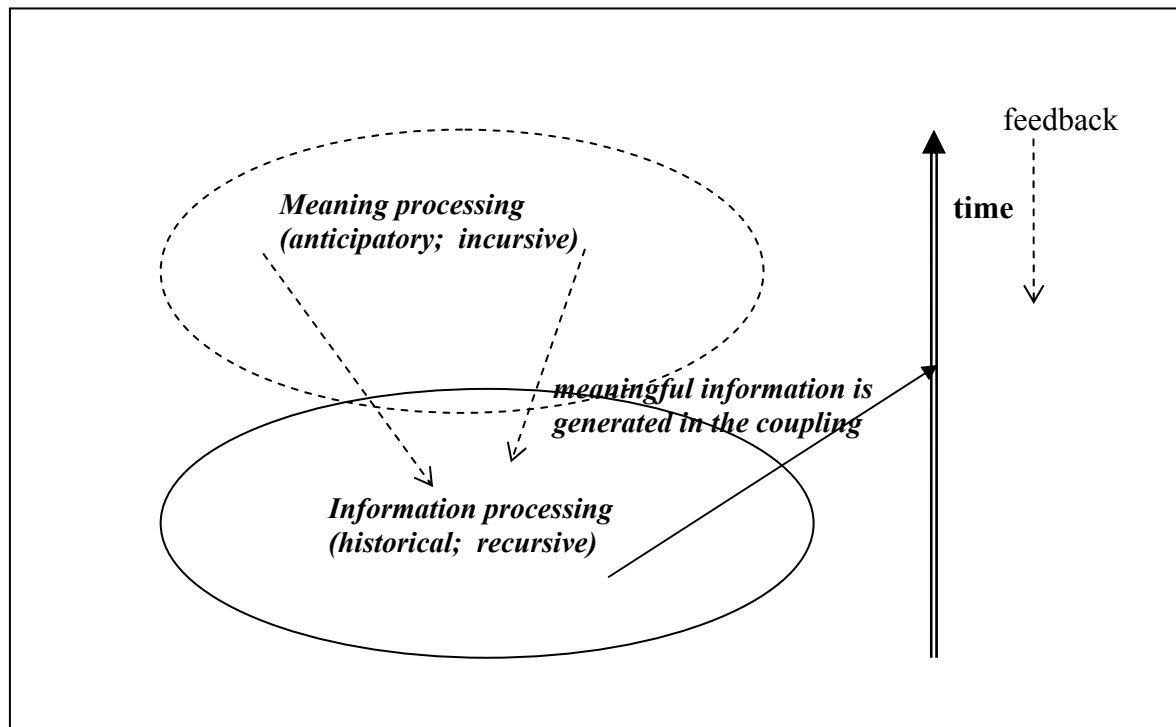 feedback
Meaning processing
(anticipatory; incursive)
time
meaningful information is
generated in the coupling
Information processing
(historical; recursive)